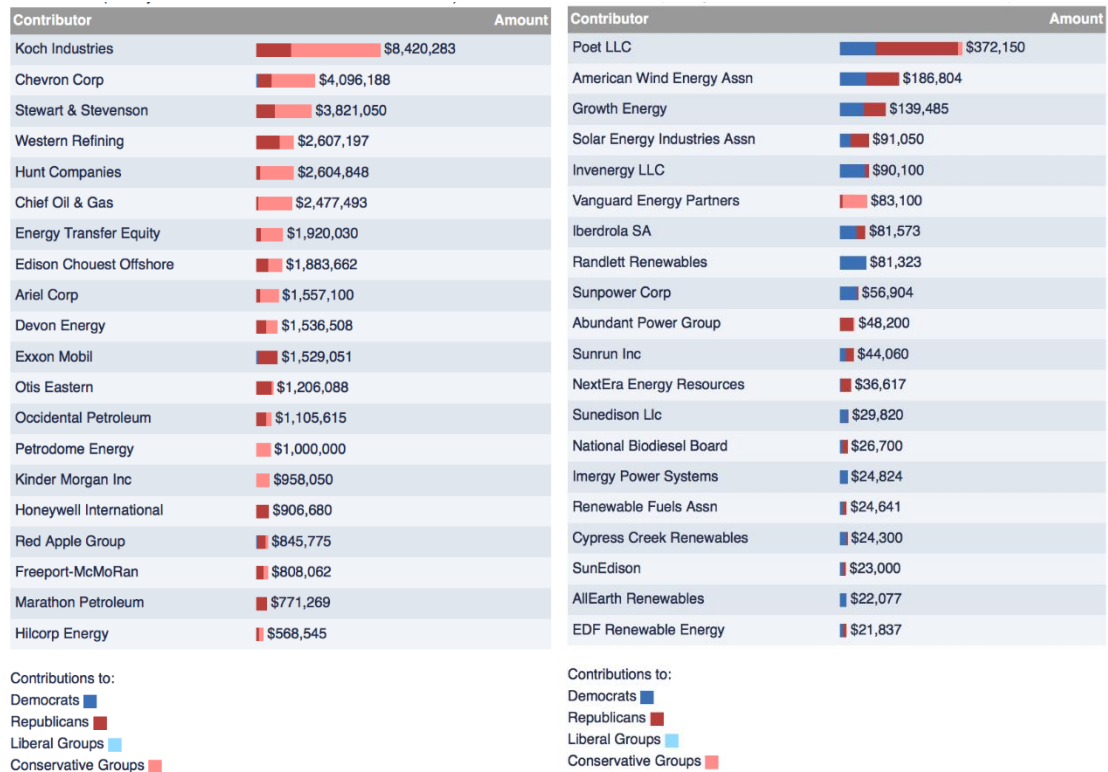 Contributor Amount
Koch Industries $8,420,283
Chevron Corp $4,096,188
Stewart & Stevenson $3,821,050
Western Refining $2,607,197
Hunt Companies $2,604,848
Chief Oil & Gas $2,477,493
Energy Transfer Equity $1,920,030
Edison Chouest Offshore $1,883,662
Ariel Corp $1,557,100
Devon Energy $1,536,508
Exxon Mobil $1,529,051
Otis Eastern $1,206,088
Occidental Petroleum $1,105,615
Petrodome Energy $1,000,000
Kinder Morgan Inc $958,050
Honeywell International $906,680
Red Apple Group $845,775
Freeport-McMoRan $808,062
Marathon Petroleum $771,269
Hilcorp Energy $568,545
Contributions to:
Democrats
Republicans
Liberal Groups
Conservative Groups
Contributor Amount
Poet LLC $372,150
American Wind Energy Assn $186,804
Growth Energy $139,485
Solar Energy Industries Assn $91,050
Invenergy LLC $90,100
Vanguard Energy Partners $83,100
Iberdrola SA $81,573
Randlett Renewables $81,323
Sunpower Corp $56,904
Abundant Power Group $48,200
Sunrun Inc $44,060
NextEra Energy Resources $36,617
Sunedison Llc $29,820
National Biodiesel Board $26,700
Imergy Power Systems $24,824
Renewable Fuels Assn $24,641
Cypress Creek Renewables $24,300
SunEdison $23,000
AllEarth Renewables $22,077
EDF Renewable Energy $21,837
Contributions to:
Democrats
Republicans
Liberal Groups
Conservative Groups